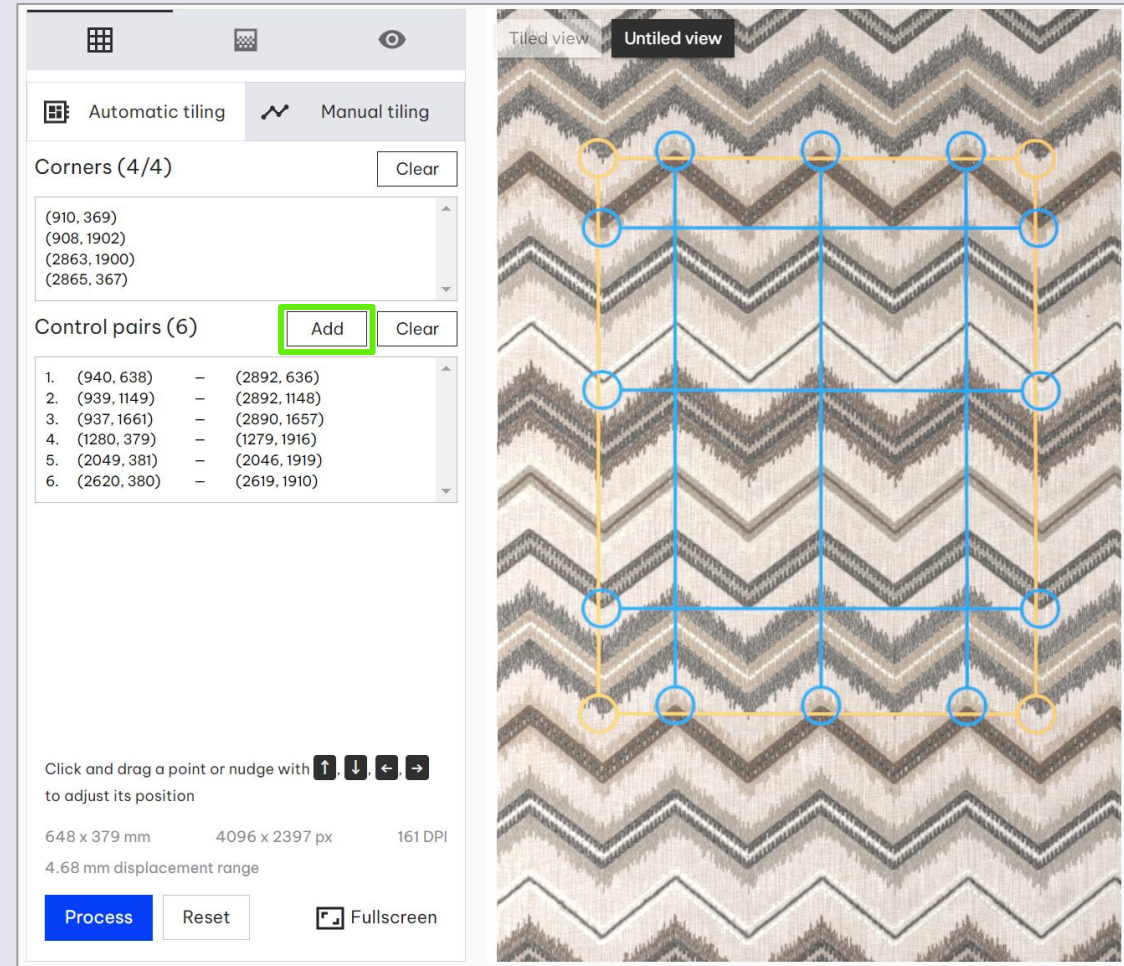 Tiled view
Untiled view
Automatic tiling
Manual tiling
Corners (4/4)
Clear
(910, 369)
(908, 1902)
(2863, 1900)
(2865, 367)
Control pairs (6)
Add
Clear
1. (940, 638) – (2892, 636)
2. (939, 1149) – (2892, 1148)
3. (937, 1661) – (2890, 1657)
4. (1280, 379) – (1279, 1916)
5. (2049, 381) – (2046, 1919)
6. (2620, 380) – (2619, 1910)
Click and drag a point or nudge with ↑, ↓, ←, →
to adjust its position
648 x 379 mm 4096 x 2397 px 161 DPI
4.68 mm displacement range
Process
Reset
Fullscreen